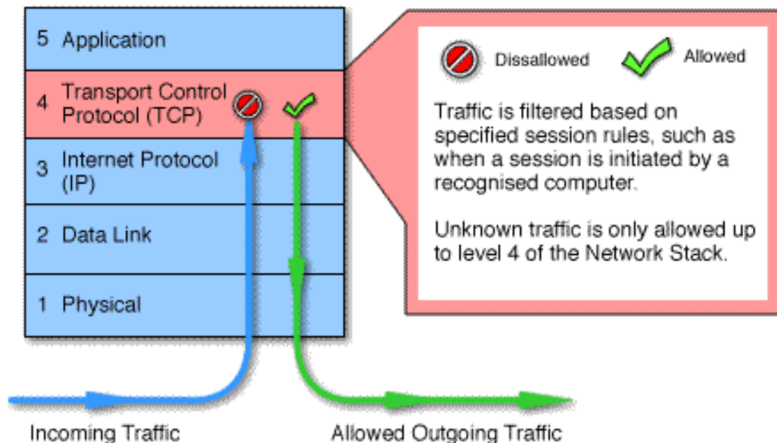 5 Application
4 Transport Control
Protocol (TCP)
3 Internet Protocol
(IP)
2 Data Link
1 Physical
Dissallowed
Allowed
Traffic is filtered based on
specified session rules, such as
when a session is initiated by a
recognised computer.
Unknown traffic is only allowed up
to level 4 of the Network Stack.
Incoming Traffic
Allowed Outgoing Traffic